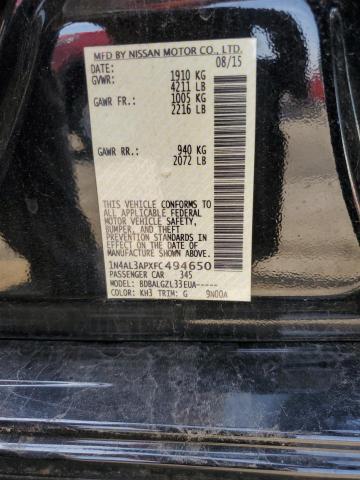 MFD BY NISSAN MOTOR CO., LTD.
DATE: 08/15
GVWR: 1910 KG
4211 LB
GAWR FR: 1005 KG
2216 LB
GAWR RR: 940 KG
2072 LB
THIS VEHICLE CONFORMS TO
ALL APPLICABLE FEDERAL
MOTOR VEHICLE SAFETY,
BUMPER, AND THEFT
PREVENTION STANDARDS IN
EFFECT ON THE DATE OF
MANUFACTURE SHOWN ABOVE
1N4AL3APXFC494650
PASSENGER CAR 345
MODEL: BDBALGZL33EUA-----
COLOR: KH3 TRIM: G 9N00A